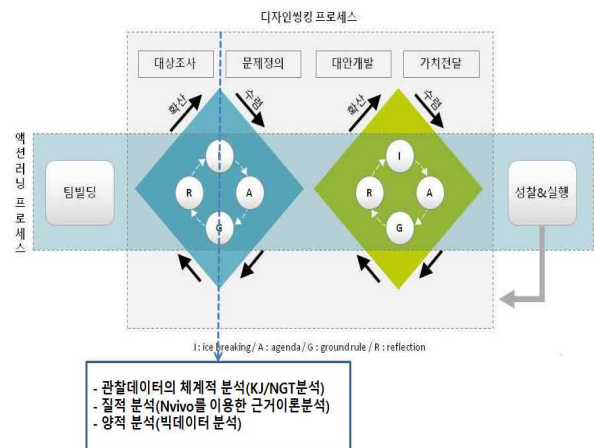 디자인씽킹 프로세스
대상조사
문제정의
대안개발
가치전달
확산
수렴
확산
수렴
액션러닝 프로세스
팀빌딩
I
R
A
G
I
R
A
G
성찰&실행
I : ice breaking / A : agenda / G : ground rule / R : reflection
- 관찰데이터의 체계적 분석(KJ/NGT분석)
- 질적 분석(Nvivo를 이용한 근거이론분석)
- 양적 분석(빅데이터 분석)